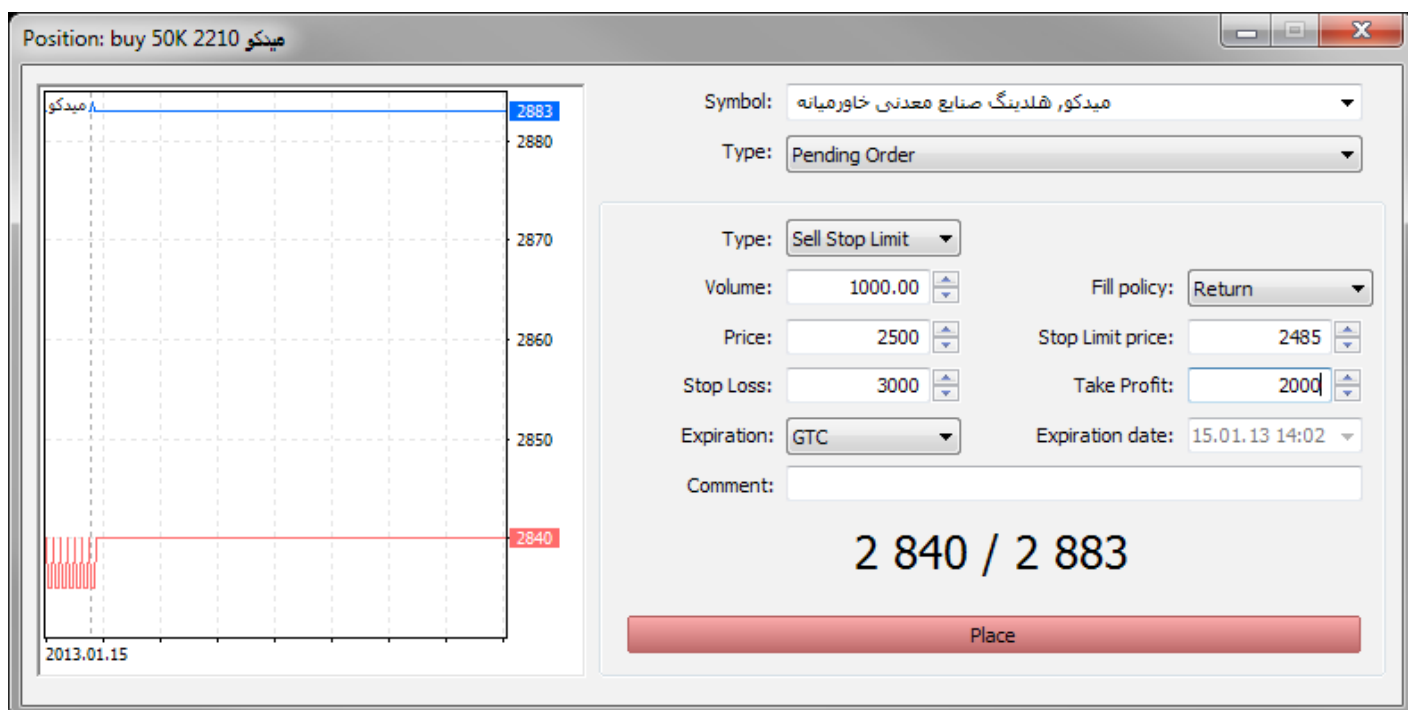 Position: buy 50K 2210 میدکو
میدکو,
2883
2880
2870
2860
2850
2840
2013.01.15
Symbol: میدکو, هلدینگ صنایع معدنی خاورمیانه
Type: Pending Order
Type: Sell Stop Limit
Volume: 1000.00 Fill policy: Return
Price: 2500 Stop Limit price: 2485
Stop Loss: 3000 Take Profit: 2000
Expiration: GTC Expiration date: 15.01.13 14:02
Comment:
2 840 / 2 883
Place